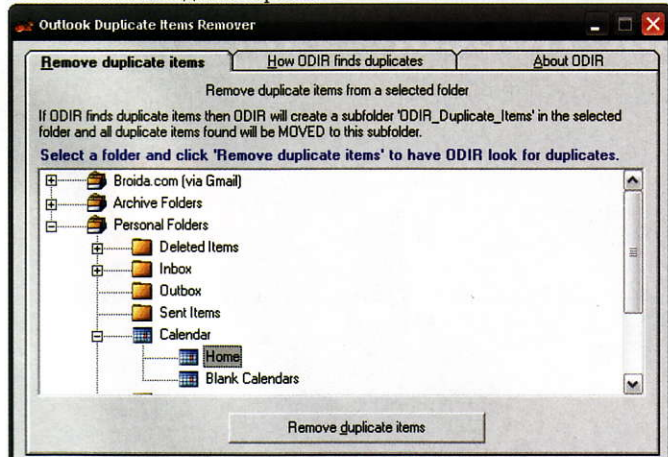 Outlook Duplicate Items Remover
Remove duplicate items
How ODIR finds duplicates
About ODIR
Remove duplicate items from a selected folder
If ODIR finds duplicate items then ODIR will create a subfolder 'ODIR_Duplicate_Items' in the selected
folder and all duplicate items found will be MOVED to this subfolder.
Select a folder and click 'Remove duplicate items' to have ODIR look for duplicates.
Broida.com (via Gmail)
Archive Folders
Personal Folders
Deleted Items
Inbox
Outbox
Sent Items
Calendar
Home
Blank Calendars
Remove duplicate items